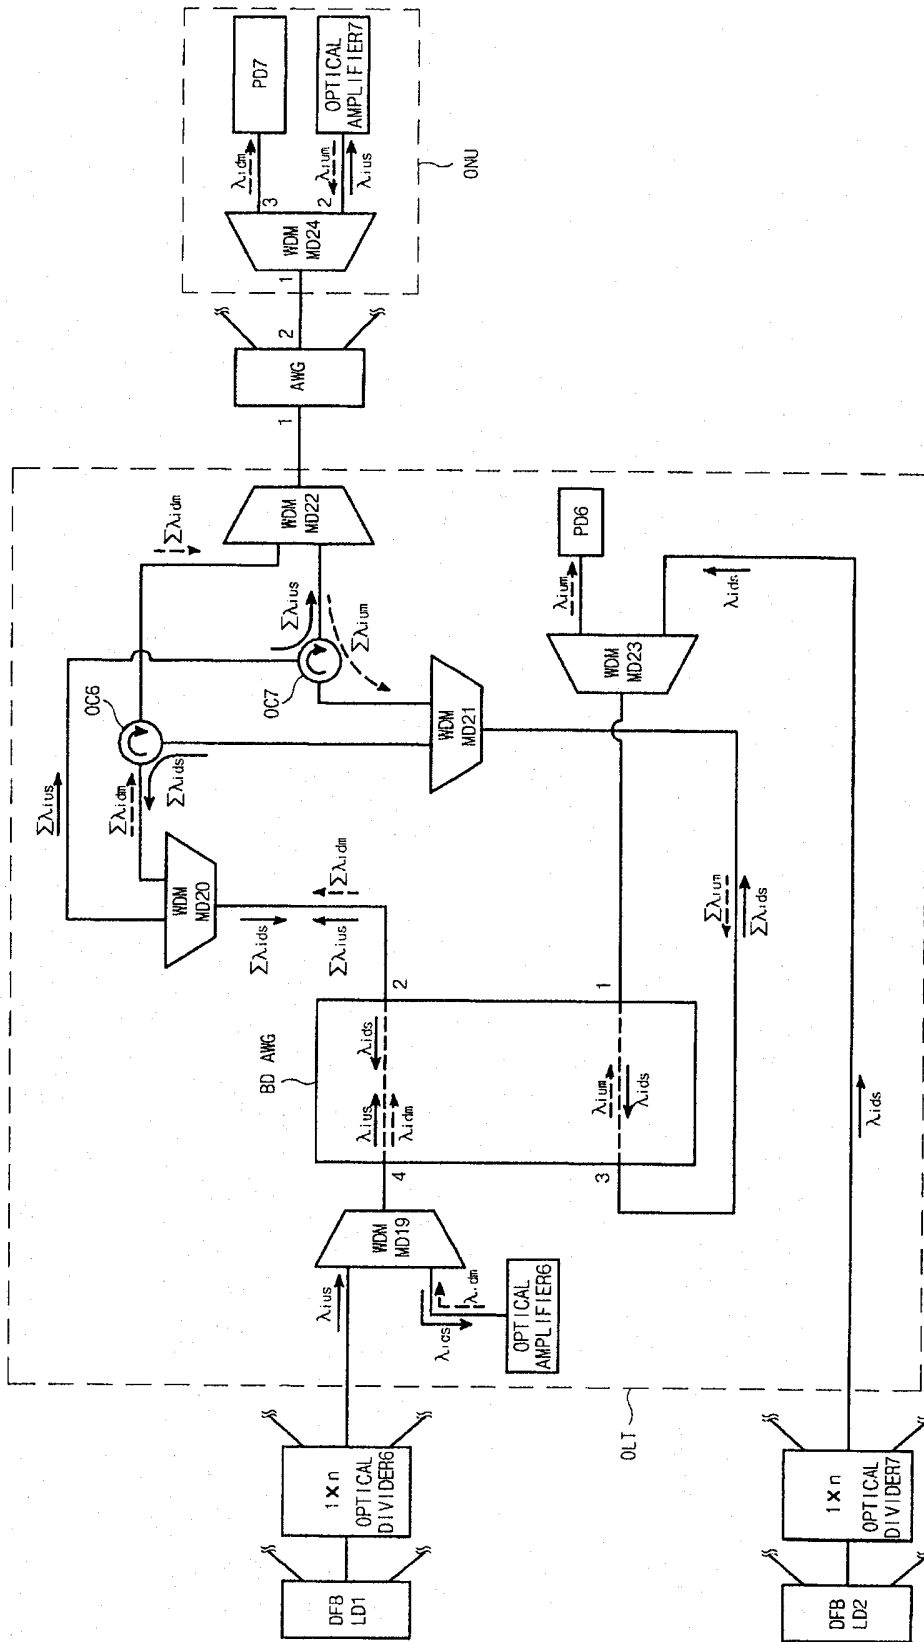 PD7
OPTICAL
AMPLIFIER7
λidm
λium
λius
3
2
WDM
MD24
ONU
1
2
AWG
1
WDM
MD22
Σλidm
Σλius
Σλium
OC7
OC6
PD6
λium
λids
WDM
MD23
WDM
MD21
Σλids
Σλius
Σλidm
WDM
MD20
Σλidm
Σλids
Σλius
Σλium
Σλids
2
1
BD AWG
λids
λius
λidm
λium
λids
4
3
λids
WDM
MD19
λius
λidm
λids
OPTICAL
AMPLIFIER6
OLT
1×n
OPTICAL
DIVIDER6
1×n
OPTICAL
DIVIDER7
DFB
LD1
DFB
LD2